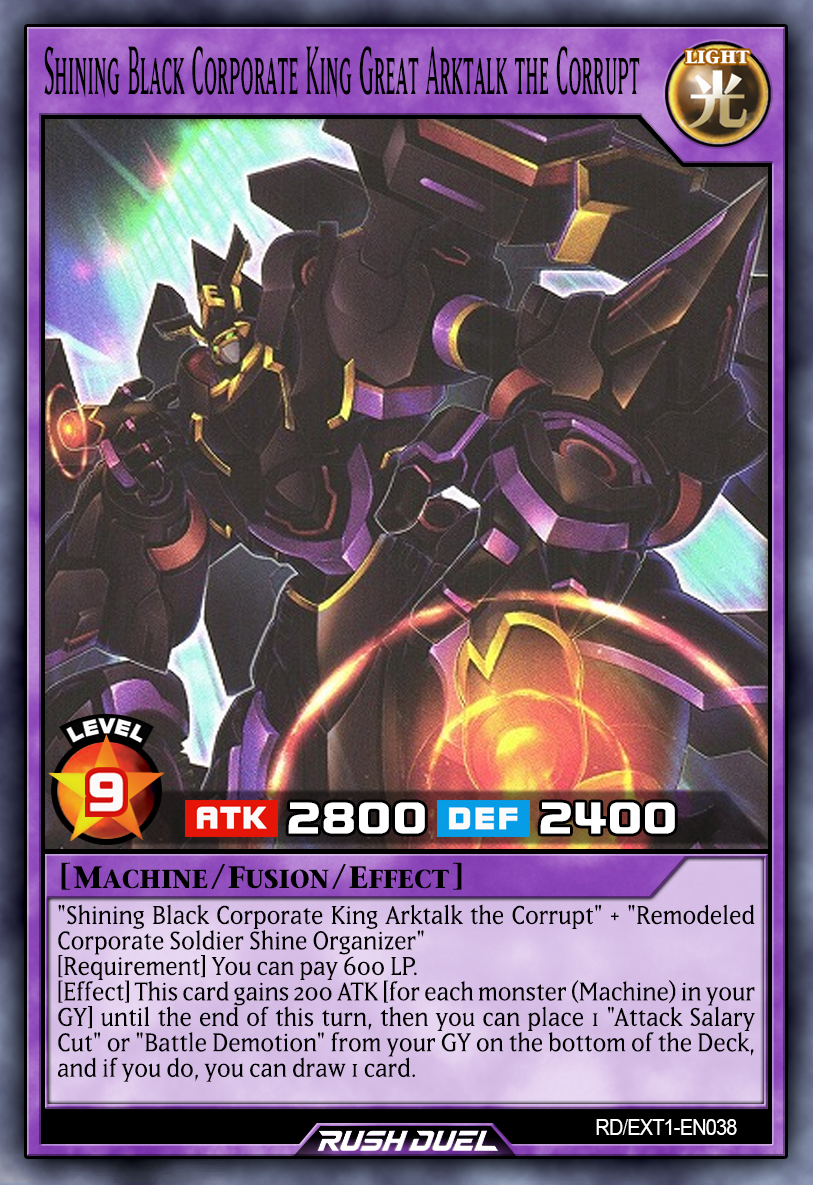 Shining Black Corporate King Great Arktalk the Corrupt
LIGHT
光
LEVEL
9
ATK 2800 DEF 2400
[Machine/Fusion/Effect]
"Shining Black Corporate King Arktalk the Corrupt" + "Remodeled
Corporate Soldier Shine Organizer"
[Requirement] You can pay 600 LP.
[Effect] This card gains 200 ATK [for each monster (Machine) in your
GY] until the end of this turn, then you can place 1 "Attack Salary
Cut" or "Battle Demotion" from your GY on the bottom of the Deck,
and if you do, you can draw 1 card.
RD/EXT1-EN038
RUSH DUEL